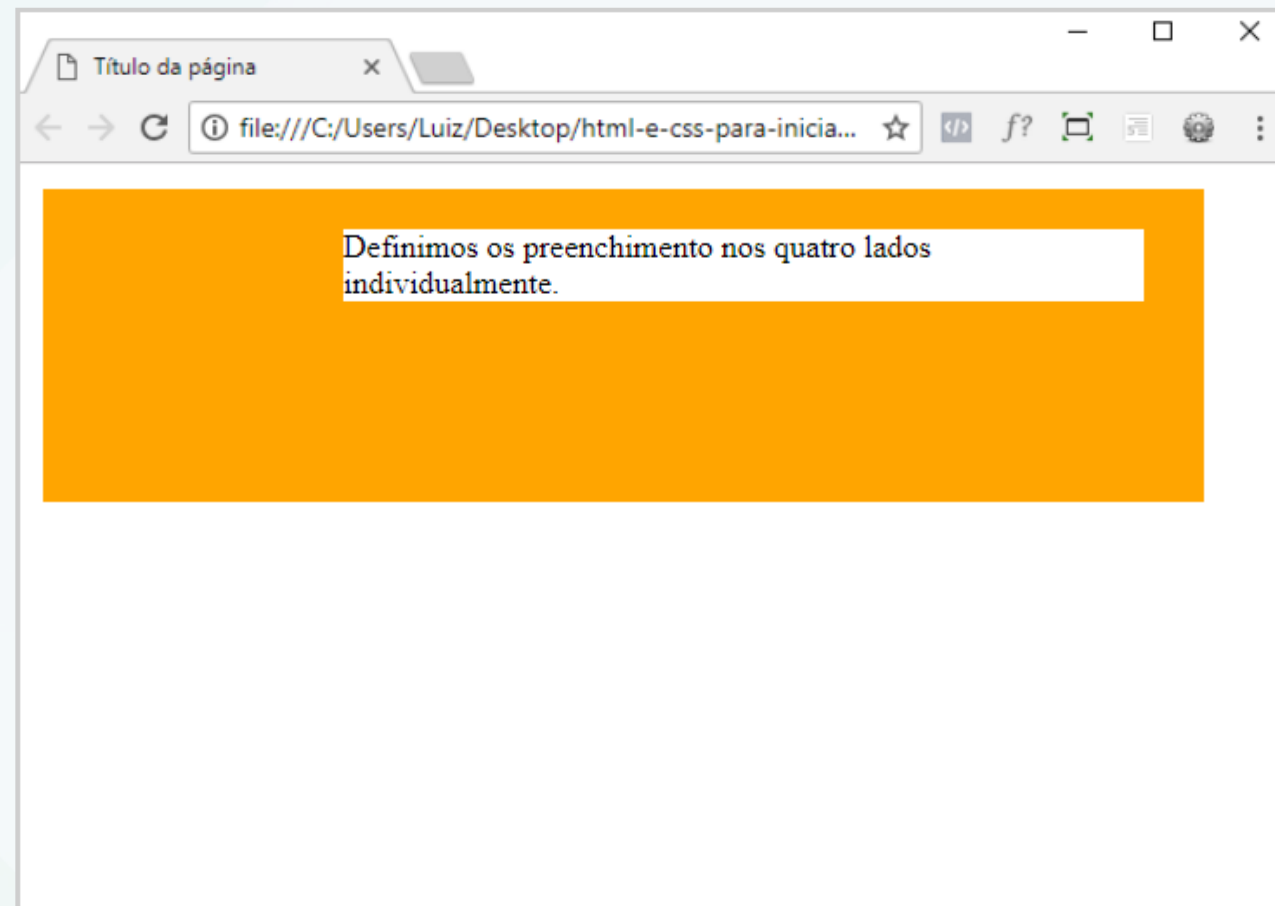 Título da página
file:///C:/Users/Luiz/Desktop/html-e-css-para-inicia...
f?
Definimos os preenchimento nos quatro lados
individualmente.